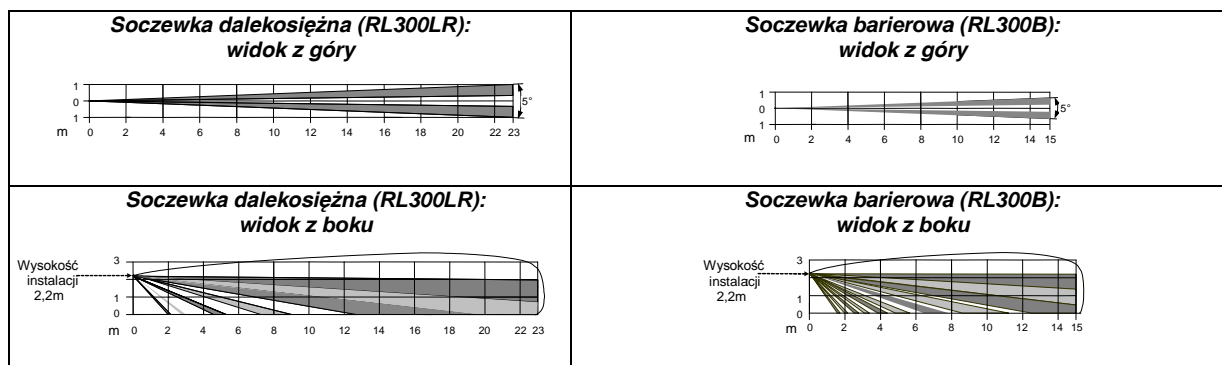 Soczewka dalekosiężna (RL300LR):
widok z góry
1
0
1
5°
m 0 2 4 6 8 10 12 14 16 18 20 22 23
Soczewka barierowa (RL300B):
widok z góry
1
0
1
5°
m 0 2 4 6 8 10 12 14 15
Soczewka dalekosiężna (RL300LR):
widok z boku
Wysokość
instalacji
2,2m
3
1
0
m 0 2 4 6 8 10 12 14 16 18 20 22 23
Soczewka barierowa (RL300B):
widok z boku
Wysokość
instalacji
2,2m
3
1
0
m 0 2 4 6 8 10 12 14 15